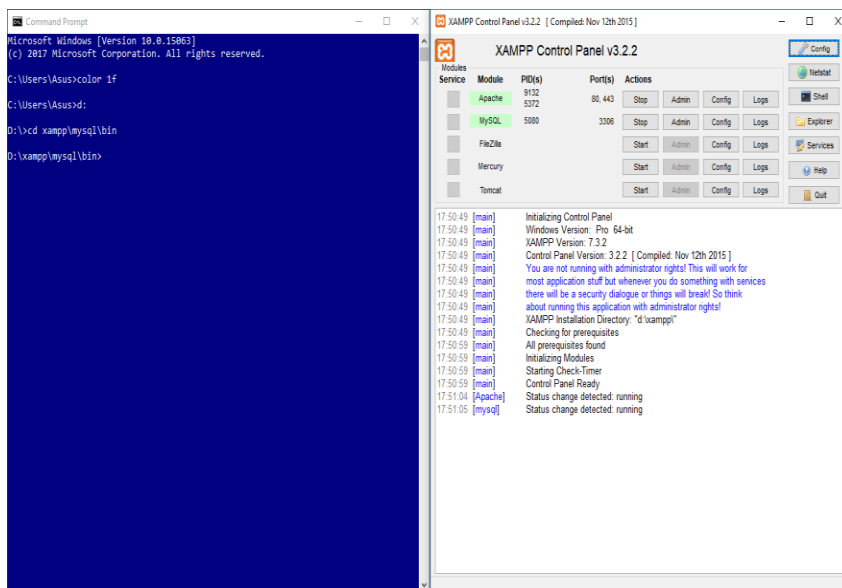 Command Prompt
Microsoft Windows [Version 10.0.15063]
(c) 2017 Microsoft Corporation. All rights reserved.
C:\Users\Asus>color 1f
C:\Users\Asus>d:
D:\>cd xampp\mysql\bin
D:\xampp\mysql\bin>
XAMPP Control Panel v3.2.2 [ Compiled: Nov 12th 2015 ]
XAMPP Control Panel v3.2.2
Config
Modules
Service Module PID(s) Port(s) Actions
Netstat
Apache 9132 5372 80, 443 Stop Admin Config Logs
Shell
MySQL 5080 3306 Stop Admin Config Logs
Explorer
FileZilla Start Admin Config Logs
Services
Mercury Start Admin Config Logs
Help
Tomcat Start Admin Config Logs
Quit
17:50:49 [main] Initializing Control Panel
17:50:49 [main] Windows Version: Pro 64-bit
17:50:49 [main] XAMPP Version: 7.3.2
17:50:49 [main] Control Panel Version: 3.2.2 [ Compiled: Nov 12th 2015 ]
17:50:49 [main] You are not running with administrator rights! This will work for
17:50:49 [main] most application stuff but whenever you do something with services
17:50:49 [main] there will be a security dialogue or things will break! So think
17:50:49 [main] about running this application with administrator rights!
17:50:49 [main] XAMPP Installation Directory: "d:\xampp\"
17:50:49 [main] Checking for prerequisites
17:50:59 [main] All prerequisites found
17:50:59 [main] Initializing Modules
17:50:59 [main] Starting Check-Timer
17:50:59 [main] Control Panel Ready
17:51:04 [Apache] Status change detected: running
17:51:05 [mysql] Status change detected: running